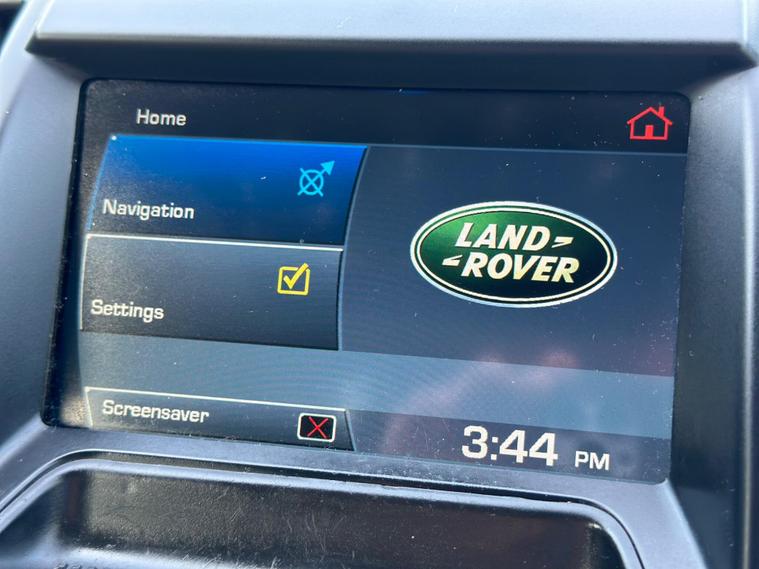 Home
Navigation
LAND
ROVER
Settings
Screensaver
3:44 PM